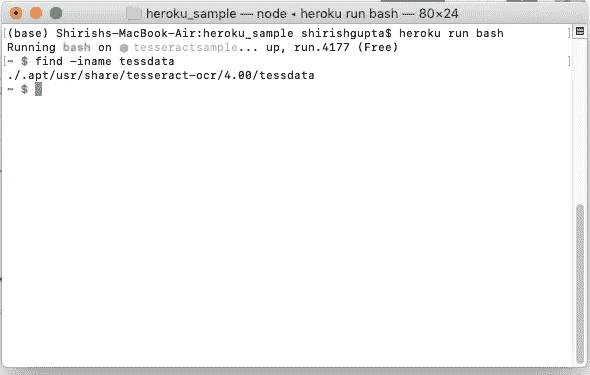 heroku_sample — node ◂ heroku run bash — 80×24
(base) Shirishs-MacBook-Air:heroku_sample shirishgupta$ heroku run bash
Running bash on ⬢ tesseractsample... up, run.4177 (Free)
~ $ find -iname tessdata
./.apt/usr/share/tesseract-ocr/4.00/tessdata
~ $